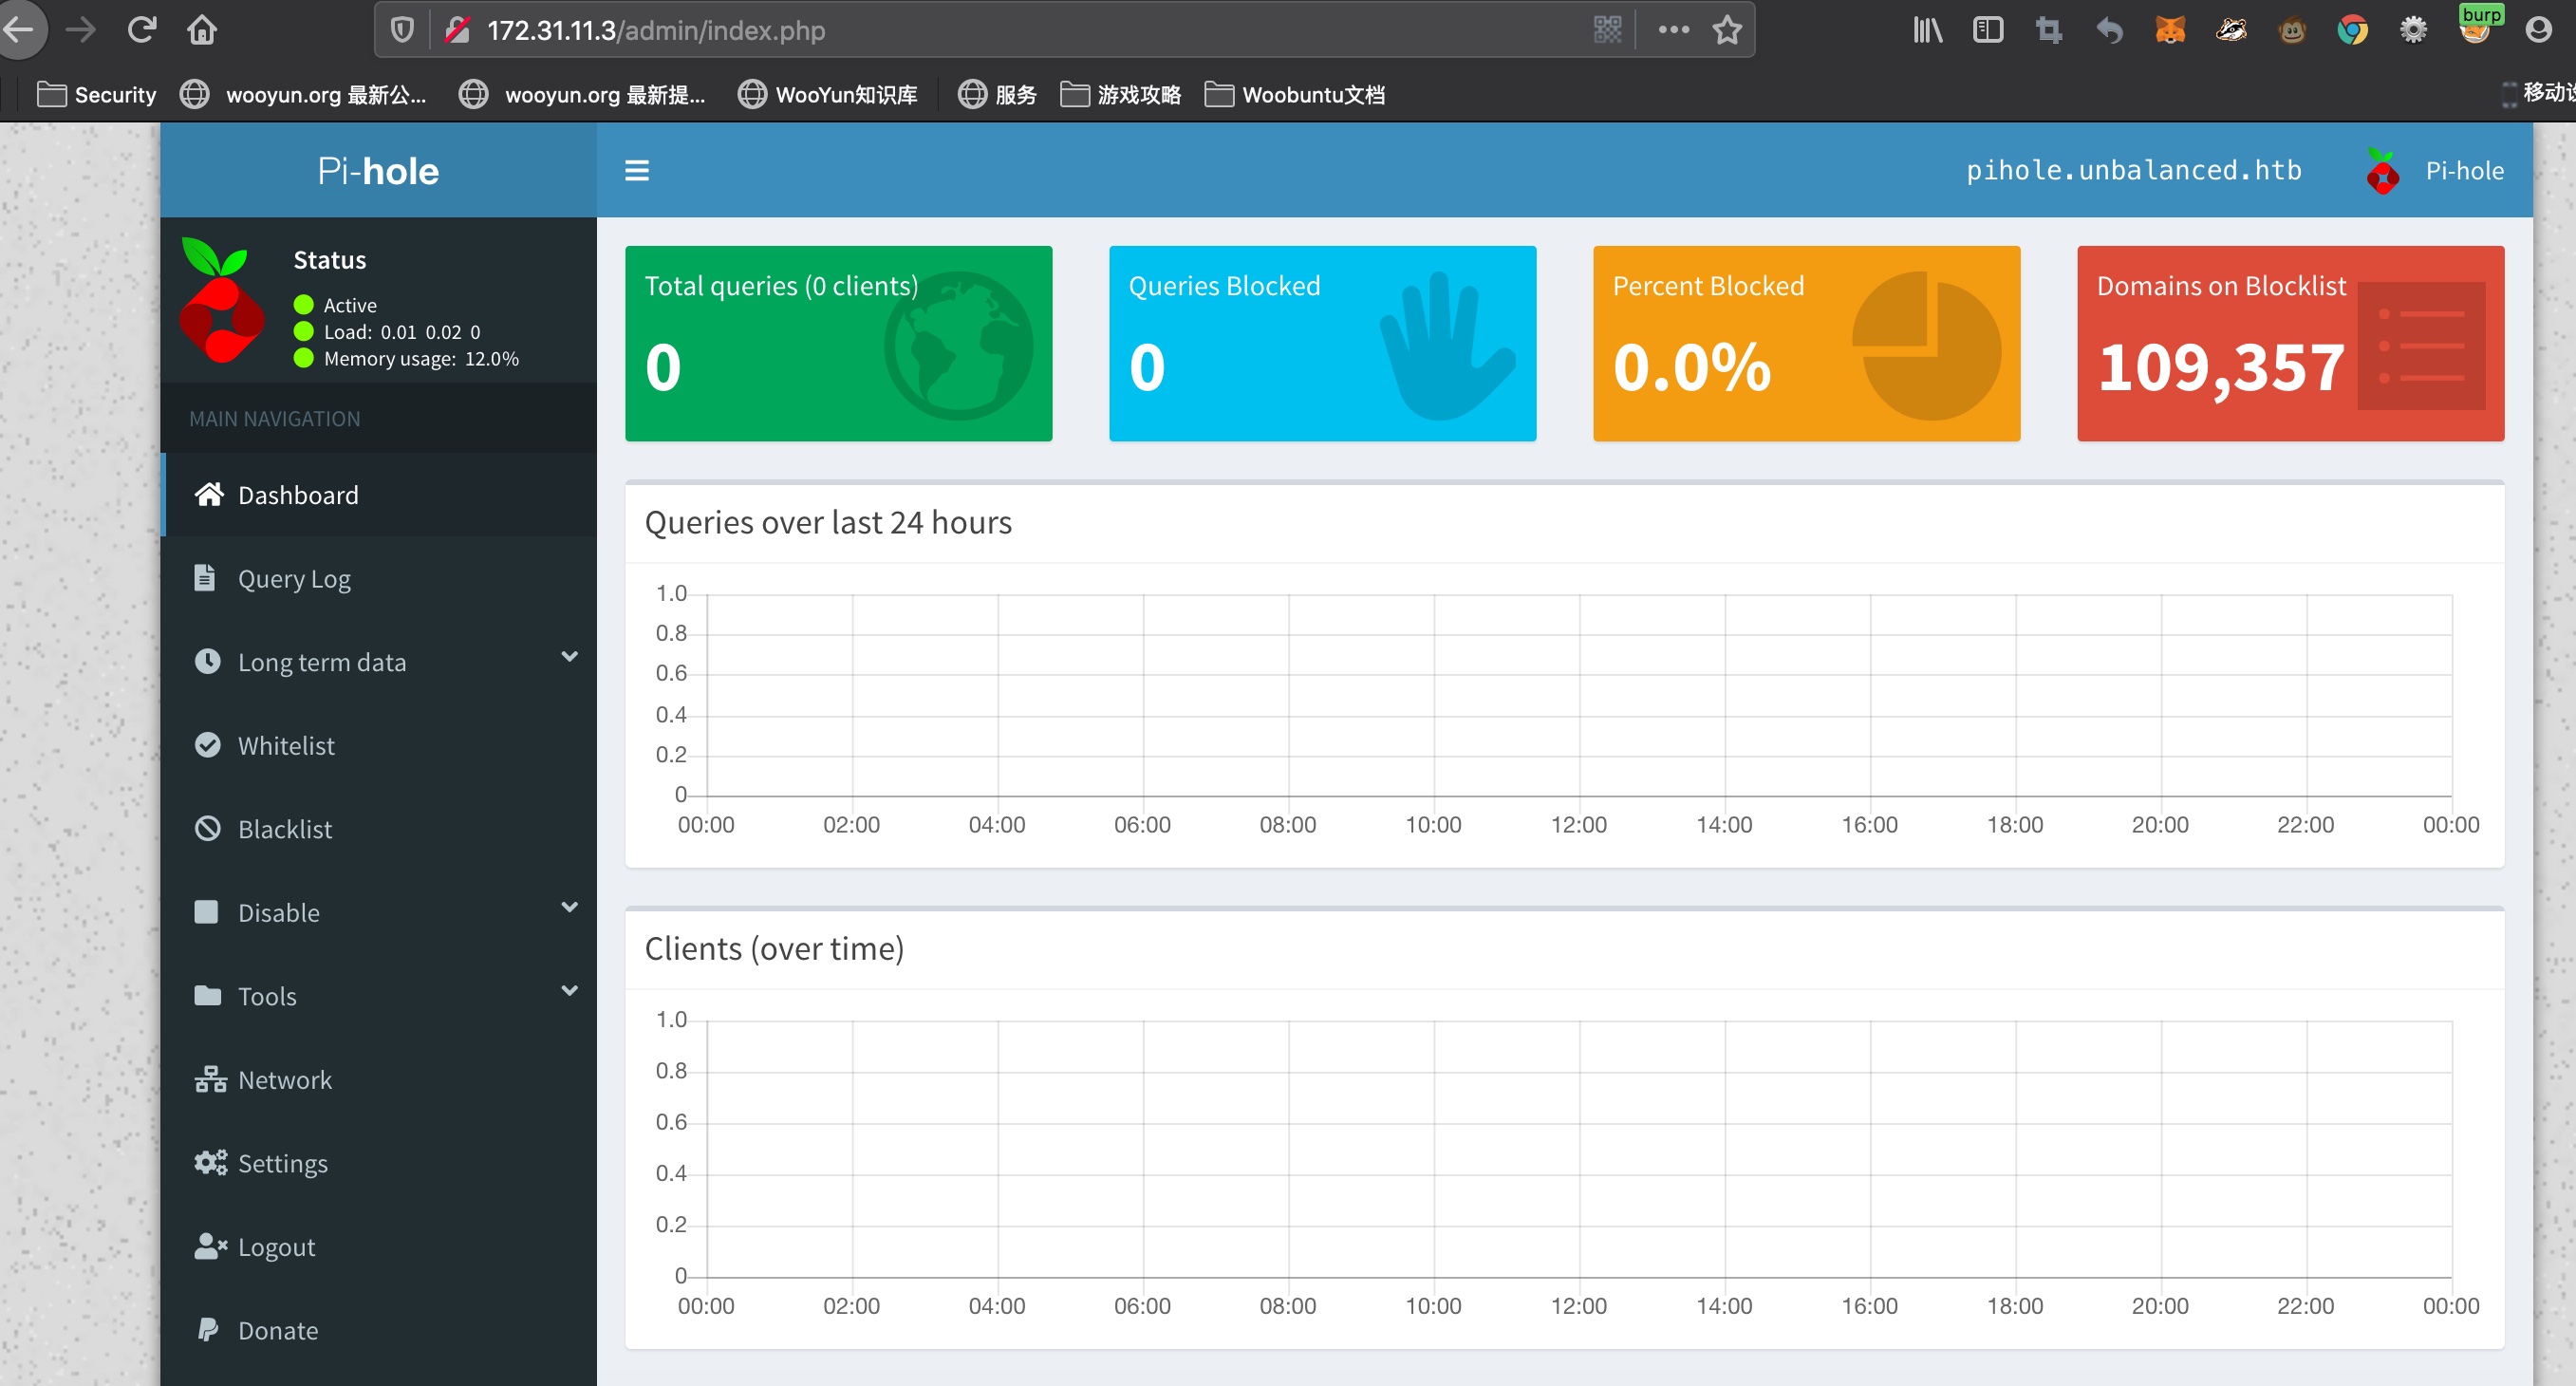 172.31.11.3/admin/index.php
burp
Security
wooyun.org 最新公...
wooyun.org 最新提...
WooYun知识库
服务
游戏攻略
Woobuntu文档
移动设
Pi-hole
pihole.unbalanced.htb
Pi-hole
Status
Active
Load: 0.01 0.02 0
Memory usage: 12.0%
MAIN NAVIGATION
Dashboard
Query Log
Long term data
Whitelist
Blacklist
Disable
Tools
Network
Settings
Logout
Donate
Total queries (0 clients)
0
Queries Blocked
0
Percent Blocked
0.0%
Domains on Blocklist
109,357
Queries over last 24 hours
1.0
0.8
0.6
0.4
0.2
0
00:00 02:00 04:00 06:00 08:00 10:00 12:00 14:00 16:00 18:00 20:00 22:00 00:00
Clients (over time)
1.0
0.8
0.6
0.4
0.2
0
00:00 02:00 04:00 06:00 08:00 10:00 12:00 14:00 16:00 18:00 20:00 22:00 00:00